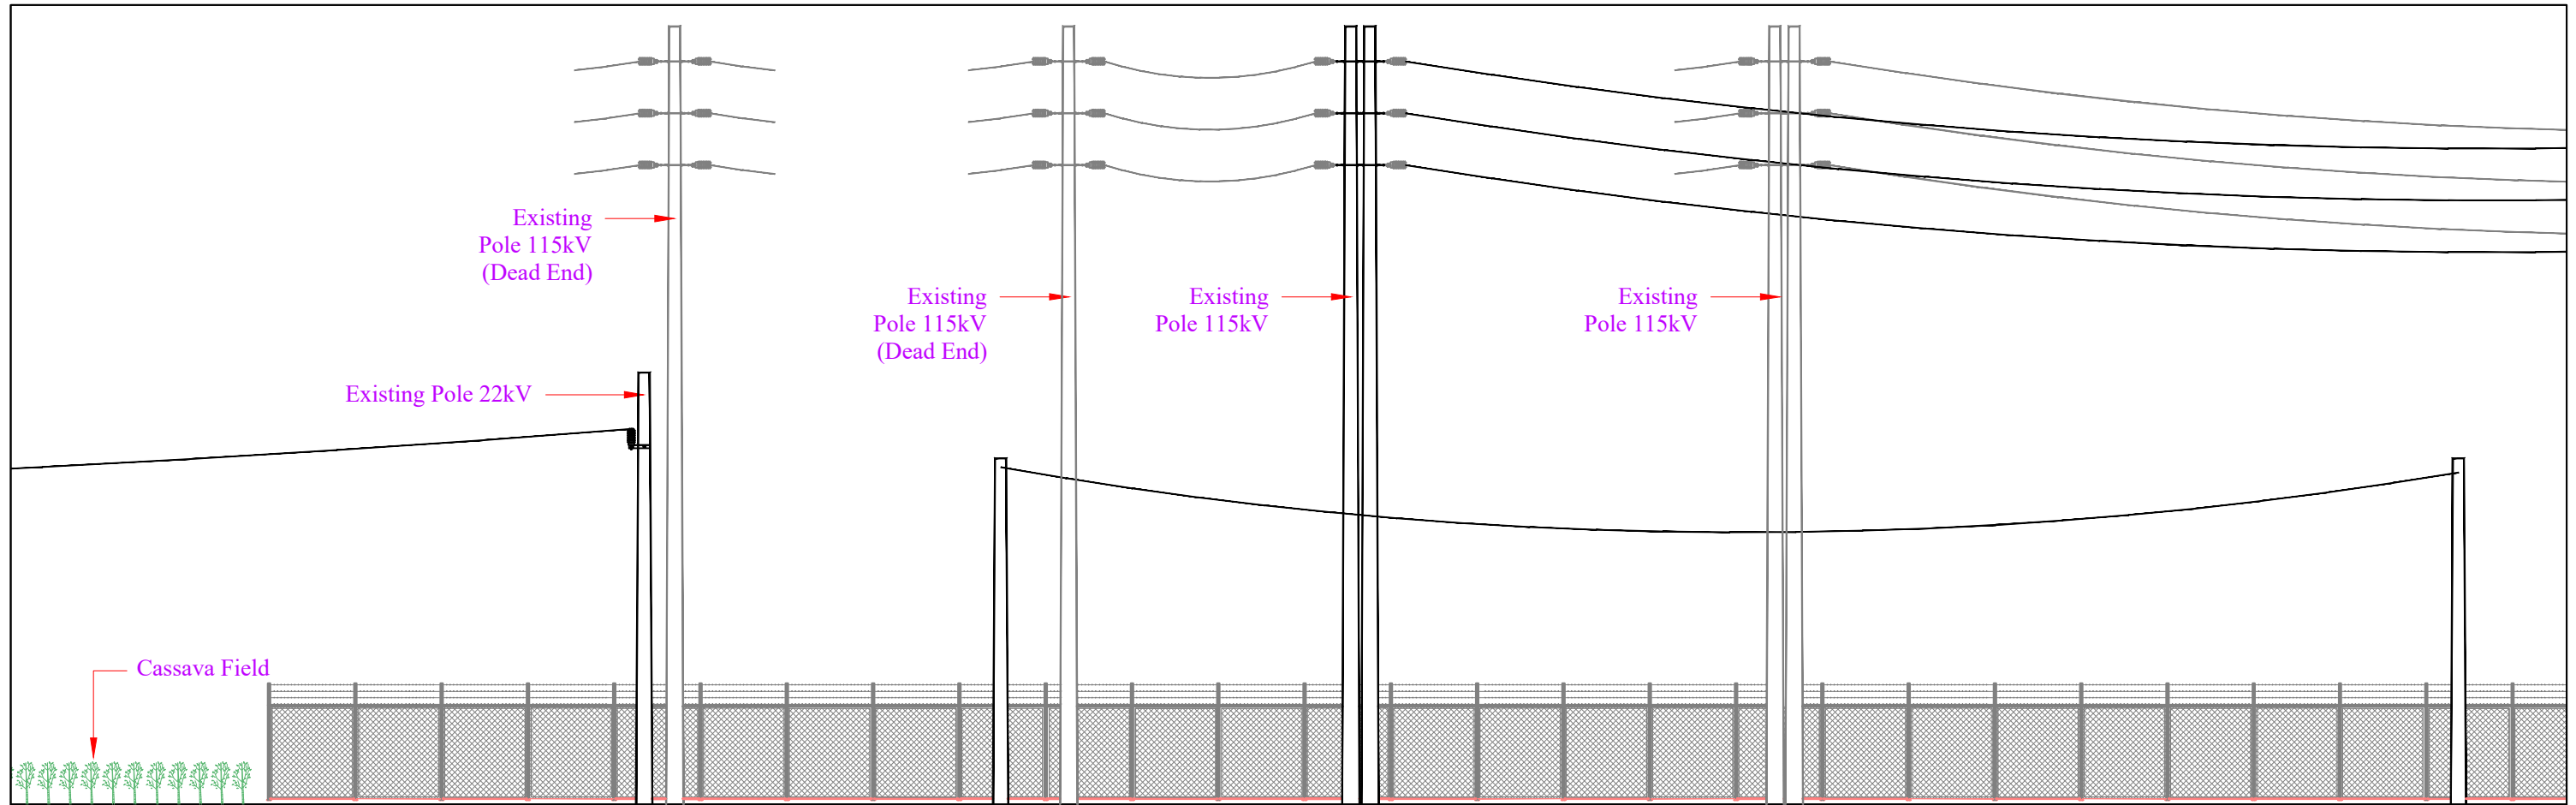 Existing
Pole 115kV
(Dead End)
Existing
Pole 115kV
(Dead End)
Existing
Pole 115kV
Existing
Pole 115kV
Existing Pole 22kV
Cassava Field